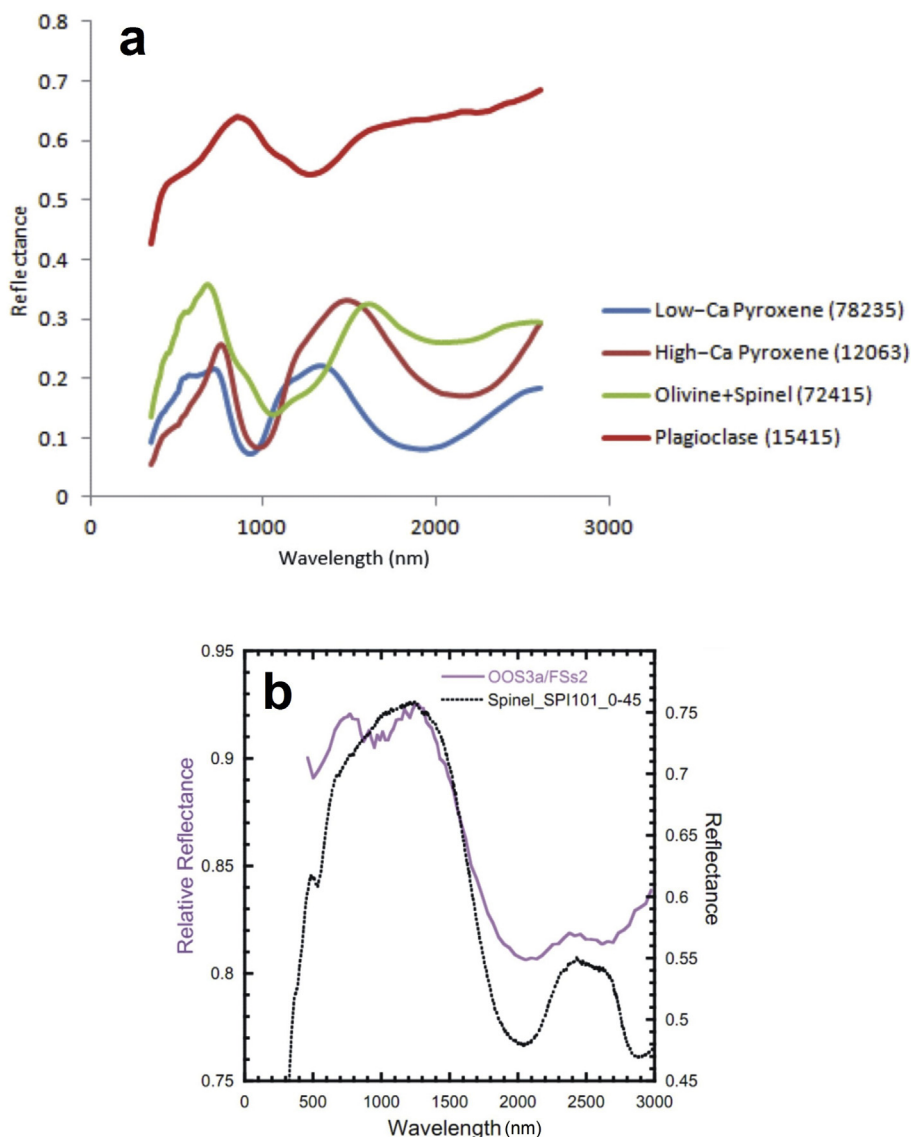 a
0.8
0.7
0.6
0.5
0.4
0.3
0.2
0.1
0
Reflectance
0 1000 2000 3000
Wavelength (nm)
Low-Ca Pyroxene (78235)
High-Ca Pyroxene (12063)
Olivine+Spinel (72415)
Plagioclase (15415)
b
OOS3a/FSs2
Spinel_SPI101_0-45
0.95
0.9
0.85
0.8
0.75
Relative Reflectance
0.75
0.7
0.65
0.6
0.55
0.5
0.45
Reflectance
0 500 1000 1500 2000 2500 3000
Wavelength (nm)